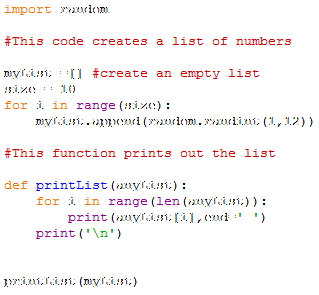 import random
#This code creates a list of numbers
mylist =[] #create an empty list
size = 10
for i in range(size):
    mylist.append(random.randint(1,12))
#This function prints out the list
def printList(anylist):
    for i in range(len(anylist)):
        print(anylist[i],end=' ')
    print('\n')
printlist(mylist)